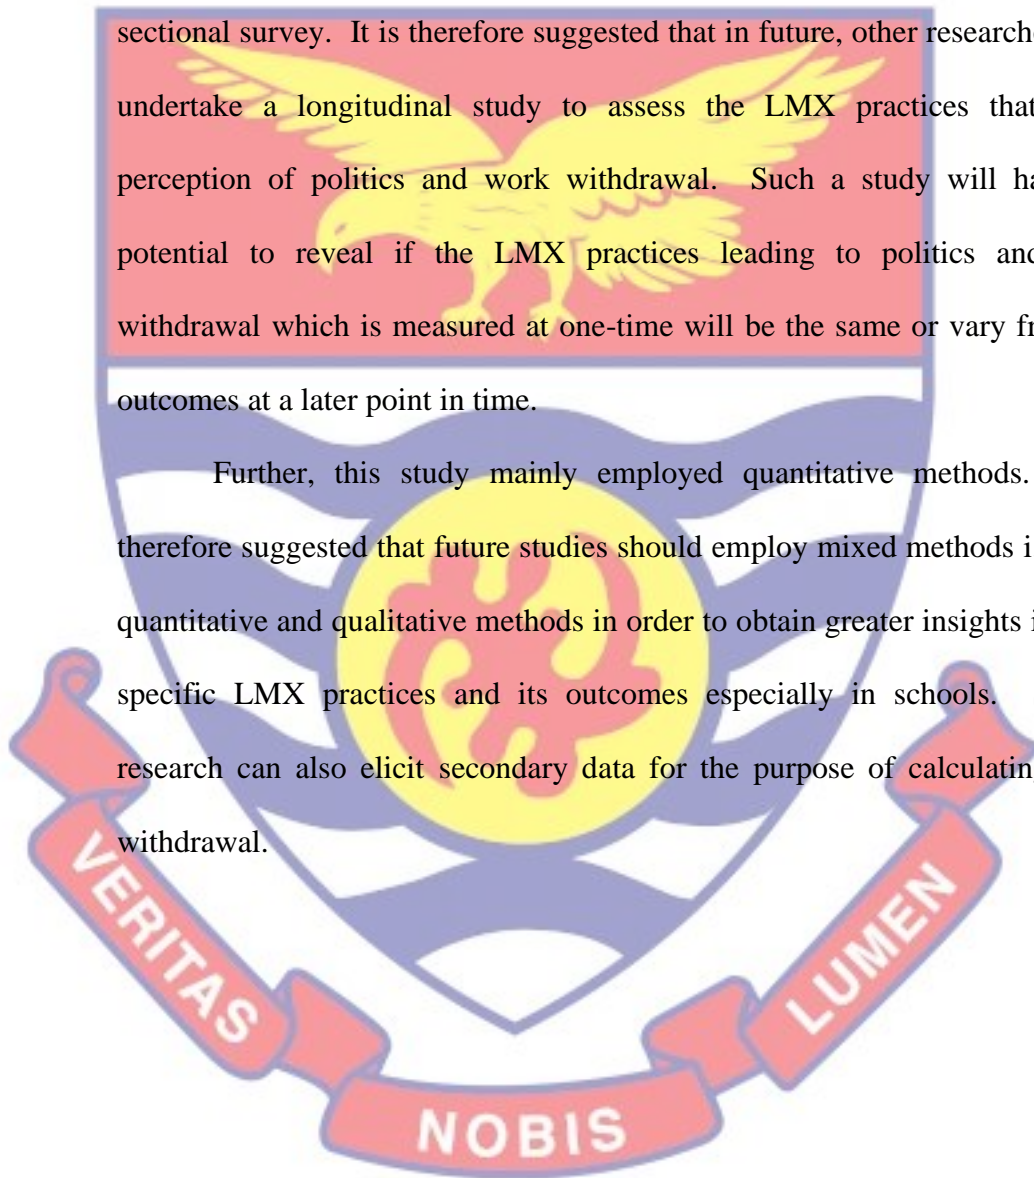 sectional survey. It is therefore suggested that in future, other researche
undertake a longitudinal study to assess the LMX practices that
perception of politics and work withdrawal. Such a study will ha
potential to reveal if the LMX practices leading to politics and
withdrawal which is measured at one-time will be the same or vary fr
outcomes at a later point in time.
Further, this study mainly employed quantitative methods.
therefore suggested that future studies should employ mixed methods i
quantitative and qualitative methods in order to obtain greater insights i
specific LMX practices and its outcomes especially in schools.
research can also elicit secondary data for the purpose of calculatin
withdrawal.
VERITAS
NOBIS
LUMEN